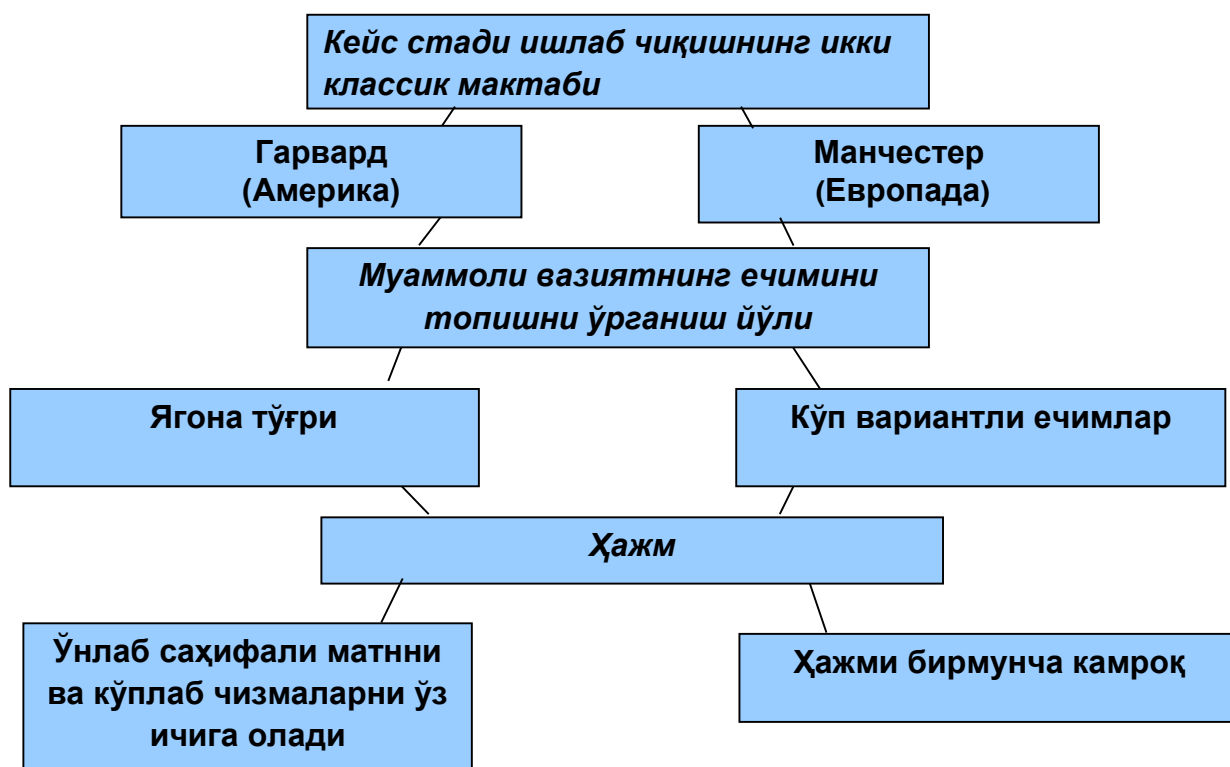 Кейс стади ишлаб чиқишнинг икки
классик мактаби
Гарвард
(Америка)
Манчестер
(Европада)
Муаммоли вазиятнинг ечимини
топишни ўрганиш йўли
Ягона тўғри
Кўп вариантли ечимлар
Ҳажм
Ўнлаб саҳифали матнни
ва кўплаб чизмаларни ўз
ичига олади
Ҳажми бирмунча камроқ